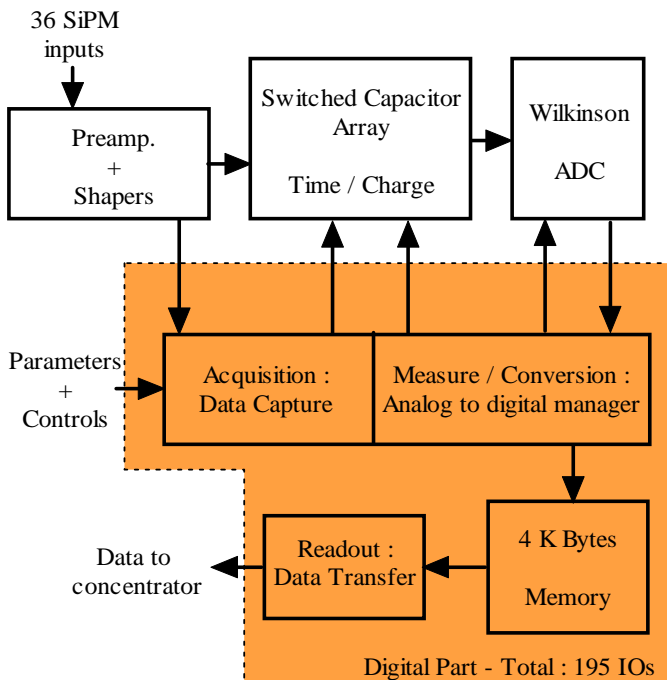 36 SiPM
inputs
Preamp.
+
Shapers
Switched Capacitor
Array
Time / Charge
Wilkinson
ADC
Parameters
+
Controls
Acquisition :
Data Capture
Measure / Conversion :
Analog to digital manager
4 K Bytes
Memory
Readout :
Data Transfer
Data to
concentrator
Digital Part - Total : 195 IOs